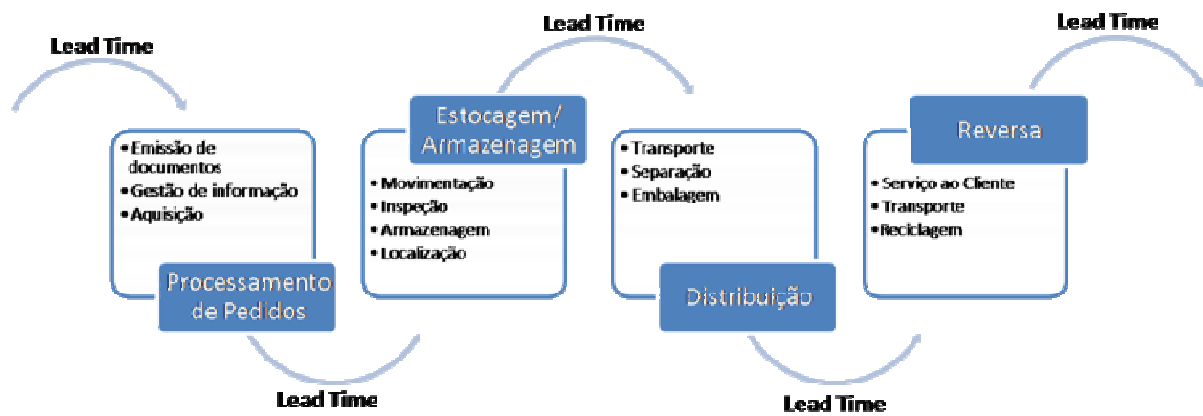 Lead Time
• Emissão de
documentos
• Gestão de informação
• Aquisição
Processamento
de Pedidos
Lead Time
Estocagem/
Armazenagem
• Movimentação
• Inspeção
• Armazenagem
• Localização
Lead Time
• Transporte
• Separação
• Embalagem
Distribuição
Lead Time
Reversa
• Serviço ao Cliente
• Transporte
• Reciclagem
Lead Time